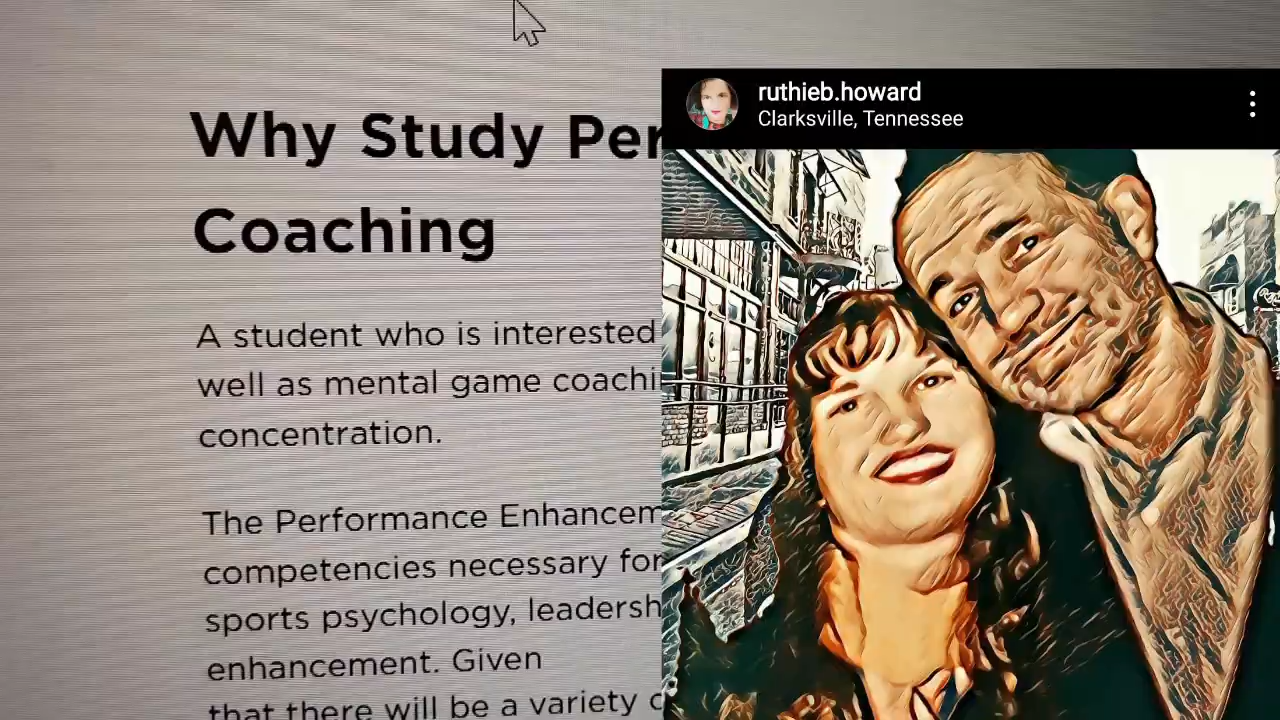 Why Study Per
Coaching
A student who is interested
well as mental game coachi
concentration.
The Performance Enhancem
competencies necessary for
sports psychology, leadersh
enhancement. Given
that there will be a variety
ruthieb.howard
Clarksville, Tennessee